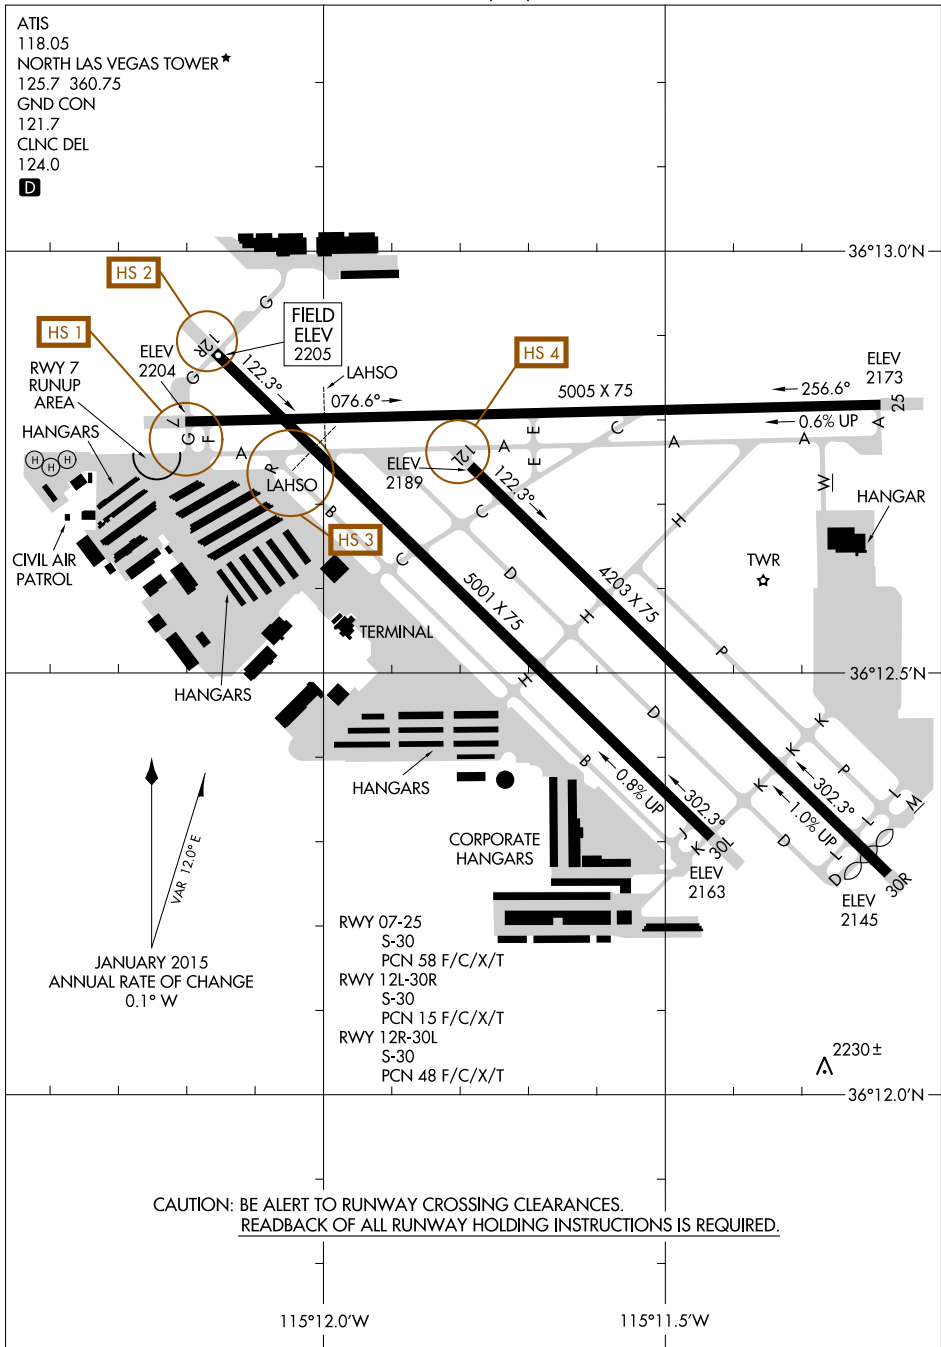 ATIS
118.05
NORTH LAS VEGAS TOWER★
125.7 360.75
GND CON
121.7
CLNC DEL
124.0
D
36°13.0'N
HS 2
G
G
FIELD
ELEV
2205
HS 1
12R
HS 4
ELEV
2204
RWY 7
RUNUP
AREA
122.3°
LAHSO
076.6°
5005 X 75
256.6°
ELEV
2173
25
0.6% UP
7
G
F
HANGARS
H
H
H
A
R
LAHSO
HS 3
12L
ELEV
2189
A
E
E
C
A
A
A
122.3°
W
HANGAR
B
C
C
D
H
CIVIL AIR
PATROL
5001 X 75
4203 X 75
TWR
H
TERMINAL
P
36°12.5'N
HANGARS
H
D
K
K
K
P
L
M
HANGARS
B
0.8% UP
302.3°
302.3°
1.0% UP
D
L
L
D
CORPORATE
HANGARS
K
30L
ELEV
2163
30R
ELEV
2145
VAR 12.0° E
JANUARY 2015
ANNUAL RATE OF CHANGE
0.1° W
RWY 07-25
S-30
PCN 58 F/C/X/T
RWY 12L-30R
S-30
PCN 15 F/C/X/T
RWY 12R-30L
S-30
PCN 48 F/C/X/T
2230±
36°12.0'N
CAUTION: BE ALERT TO RUNWAY CROSSING CLEARANCES.
READBACK OF ALL RUNWAY HOLDING INSTRUCTIONS IS REQUIRED.
115°12.0'W
115°11.5'W